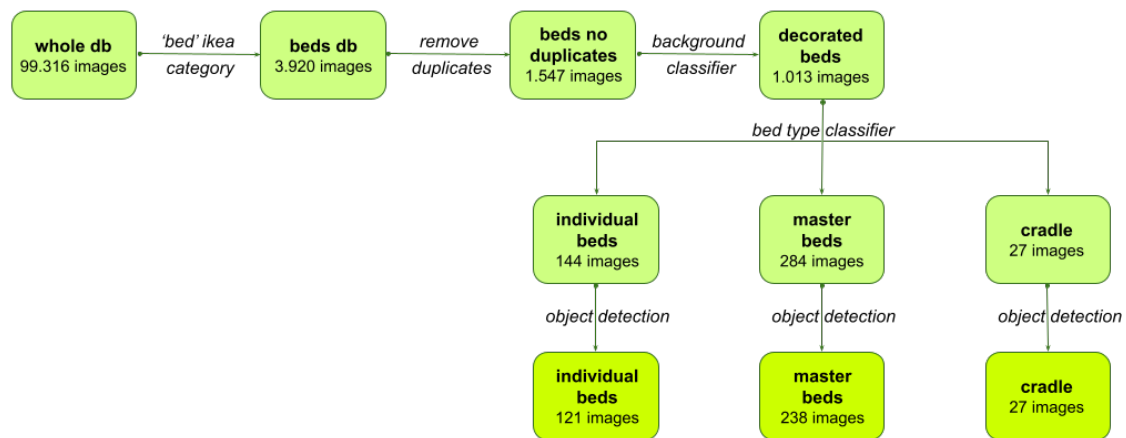 whole db
99.316 images
‘bed’ ikea
category
beds db
3.920 images
remove
duplicates
beds no
duplicates
1.547 images
background
classifier
decorated
beds
1.013 images
bed type classifier
individual
beds
144 images
master
beds
284 images
cradle
27 images
object detection
object detection
object detection
individual
beds
121 images
master
beds
238 images
cradle
27 images